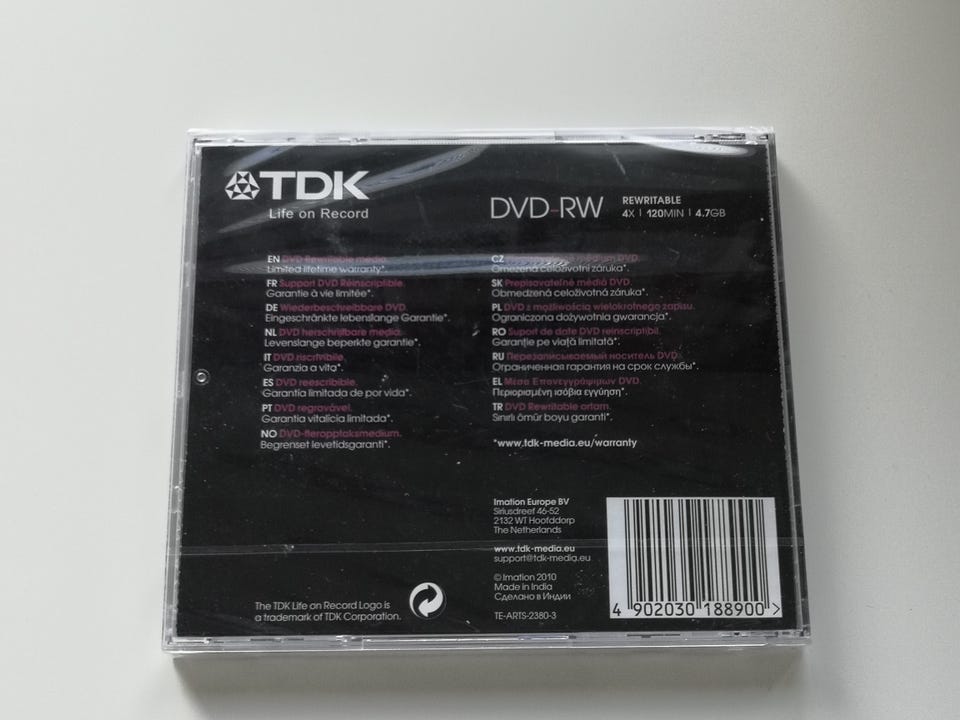 TDK
Life on Record
DVD-RW
REWRITABLE
4X | 120MIN | 4.7GB
EN DVD Rewritable media.
Limited lifetime warranty*.
FR Support DVD Réinscriptible.
Garantie à vie limitée*.
DE Wiederbeschreibbare DVD.
Eingeschränkte lebenslange Garantie*.
NL DVD herschrijfbare media.
Levenslange beperkte garantie*.
IT DVD riscrivibile.
Garanzia a vita*.
ES DVD reescribible.
Garantía limitada de por vida*.
PT DVD regravável.
Garantia vitalícia limitada*.
NO DVD-fleropptaksmedium.
Begrenset levetidsgaranti*.
CZ médium DVD.
Omezená celoživotní záruka*.
SK Prepisovateľné médiá DVD.
Obmedzená celoživotná záruka*.
PL DVD z możliwością wielokrotnego zapisu.
Ograniczona dożywotnia gwarancja*.
RO Suport de date DVD reinscriptibil.
Garanţie pe viaţă limitată*.
RU Перезаписываемый носитель DVD.
Ограниченная гарантия на срок службы*.
EL Μέσα Επανεγγράψιμων DVD.
Περιορισμένη ισόβια εγγύηση*.
TR DVD Rewritable ortam.
Sınırlı ömür boyu garanti*.
*www.tdk-media.eu/warranty
Imation Europe BV
Siriusdreef 46-52
2132 WT Hoofddorp
The Netherlands
www.tdk-media.eu
support@tdk-media.eu
© Imation 2010
Made in India
Сделано в Индии
TE-ARTS-2380-3
The TDK Life on Record Logo is
a trademark of TDK Corporation.
4 902030 188900 >